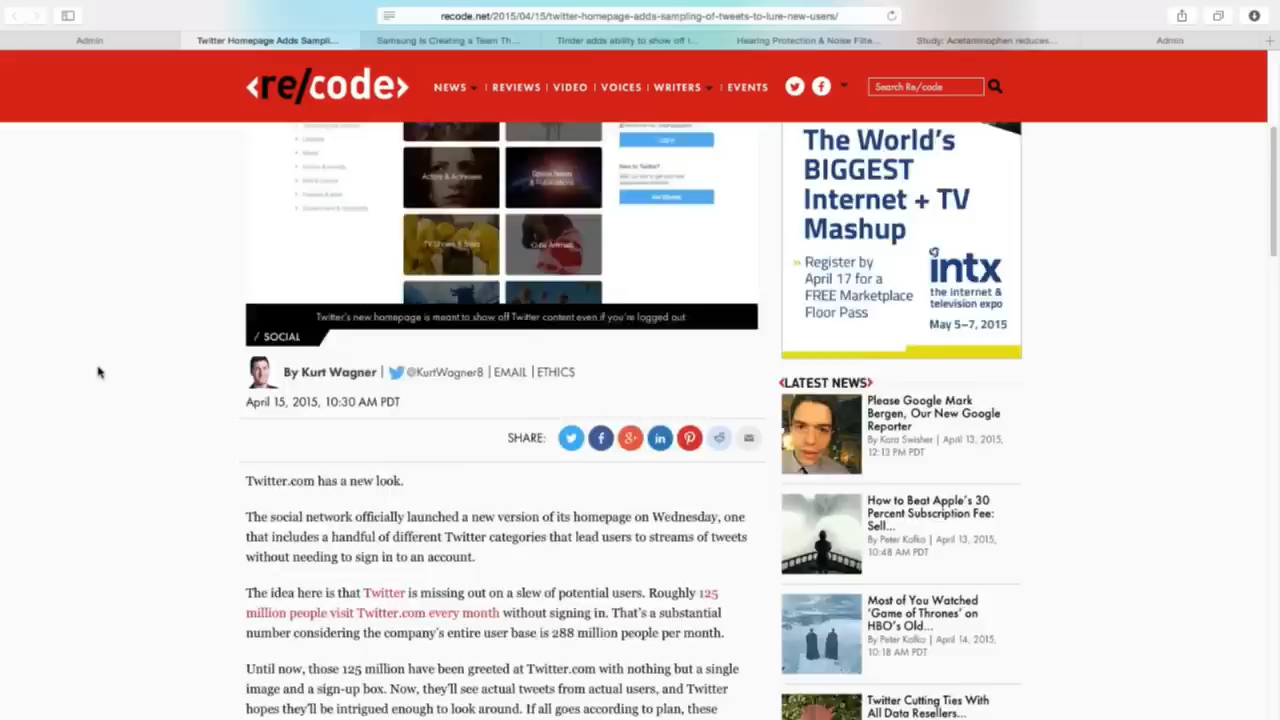 recode.net/2015/04/15/twitter-homepage-adds-sampling-of-tweets-to-lure-new-users/
Admin
Twitter Homepage Adds Sampli...
Samsung Is Creating a Team Th...
Tinder adds ability to show off i...
Hearing Protection & Noise Filte...
Study: Acetaminophen reduces...
Admin
<re/code>
NEWS | REVIEWS | VIDEO | VOICES | WRITERS | EVENTS
Search Re/code
Actors & Actresses
Space News & Publications
TV Shows & Stars
Cute Animals
New to Twitter?
Twitter's new homepage is meant to show off Twitter content even if you're logged out
/ SOCIAL
By Kurt Wagner | @KurtWagner8 | EMAIL | ETHICS
April 15, 2015, 10:30 AM PDT
SHARE:
Twitter.com has a new look.
The social network officially launched a new version of its homepage on Wednesday, one
that includes a handful of different Twitter categories that lead users to streams of tweets
without needing to sign in to an account.
The idea here is that Twitter is missing out on a slew of potential users. Roughly 125
million people visit Twitter.com every month without signing in. That's a substantial
number considering the company's entire user base is 288 million people per month.
Until now, those 125 million have been greeted at Twitter.com with nothing but a single
image and a sign-up box. Now, they'll see actual tweets from actual users, and Twitter
hopes they'll be intrigued enough to look around. If all goes according to plan, these
The World's
BIGGEST
Internet + TV
Mashup
» Register by
April 17 for a
FREE Marketplace
Floor Pass
intx
the internet &
television expo
May 5–7, 2015
<LATEST NEWS>
Please Google Mark
Bergen, Our New Google
Reporter
By Kara Swisher | April 13, 2015,
12:13 PM PDT
How to Beat Apple's 30
Percent Subscription Fee:
Sell...
By Peter Kafka | April 13, 2015,
10:48 AM PDT
Most of You Watched
'Game of Thrones' on
HBO's Old...
By Peter Kafka | April 14, 2015,
10:18 AM PDT
Twitter Cutting Ties With
All Data Resellers...